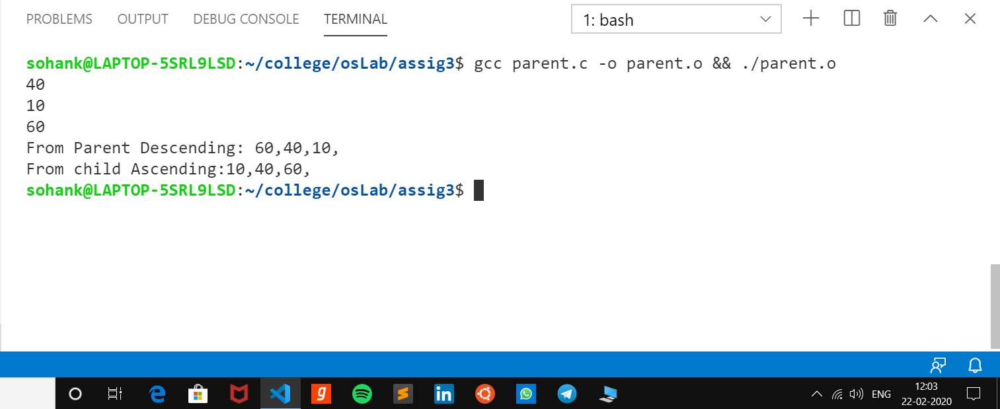 PROBLEMS OUTPUT DEBUG CONSOLE TERMINAL 1: bash
sohank@LAPTOP-5SRL9LSD:~/college/osLab/assig3$ gcc parent.c -o parent.o && ./parent.o
40
10
60
From Parent Descending: 60,40,10,
From child Ascending:10,40,60,
sohank@LAPTOP-5SRL9LSD:~/college/osLab/assig3$
ENG
12:03
22-02-2020